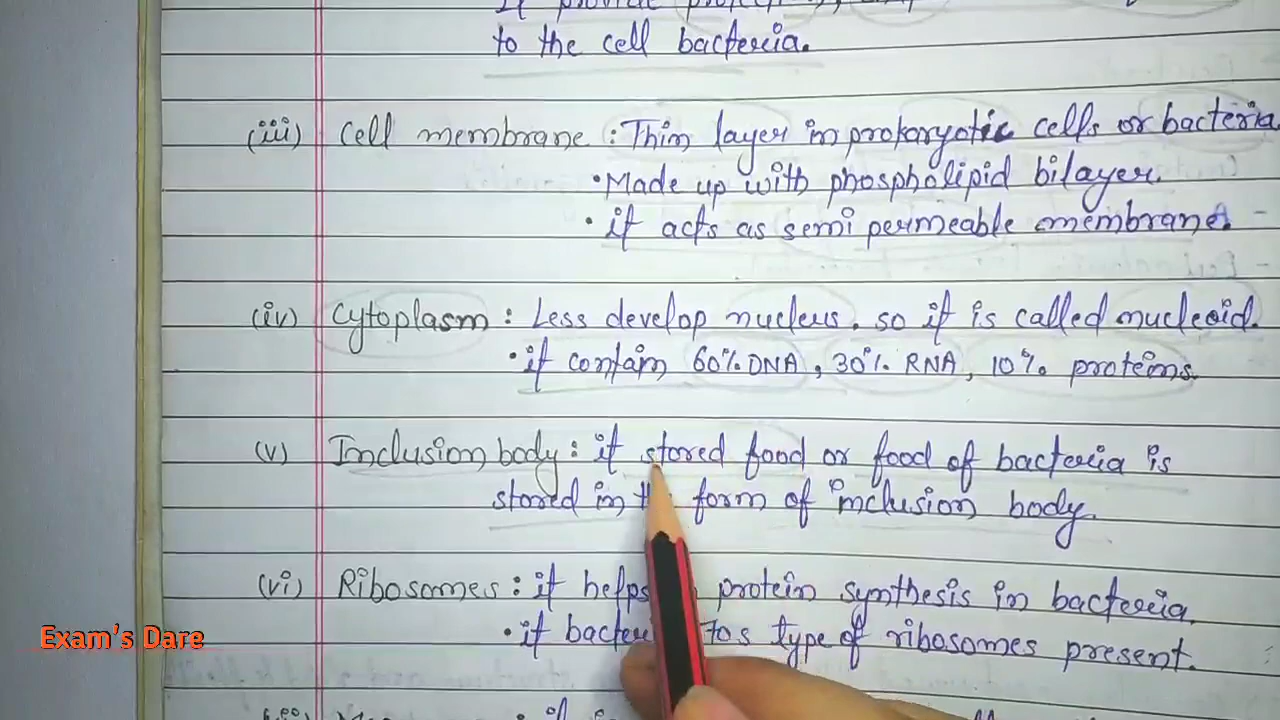 to the cell bacteria.
(iii) Cell membrane : Thin layer in prokaryotic cells or bacteria
• Made up with phospholipid bilayer.
• it acts as semi permeable membrane.
(iv) Cytoplasm : Less develop nucleus. so it is called nucleoid.
• it contain 60% DNA, 30% RNA, 10% proteins.
(v) Inclusion body : it stored food or food of bacteria is
stored in the form of inclusion body.
(vi) Ribosomes : it helps protein synthesis in bacteria.
• it 70s type of ribosomes present.
Exam's Dare